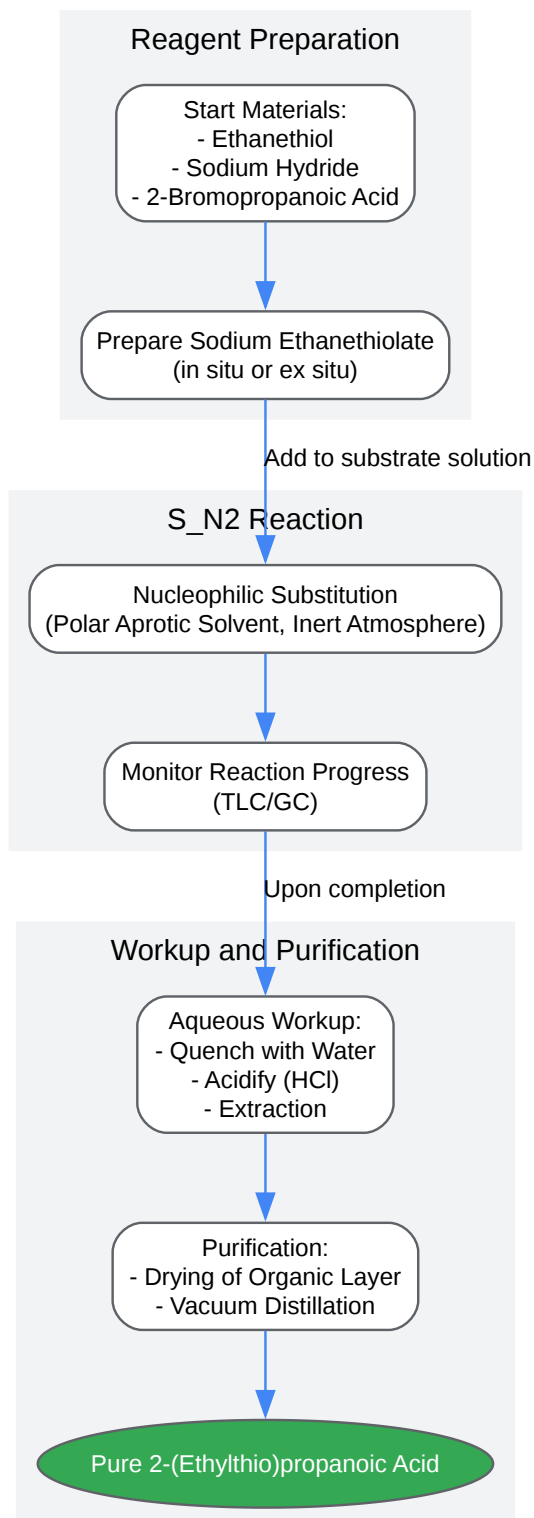 Reagent Preparation
Start Materials:
- Ethanethiol
- Sodium Hydride
- 2-Bromopropanoic Acid
Prepare Sodium Ethanethiolate
(in situ or ex situ)
Add to substrate solution
S_N2 Reaction
Nucleophilic Substitution
(Polar Aprotic Solvent, Inert Atmosphere)
Monitor Reaction Progress
(TLC/GC)
Upon completion
Workup and Purification
Aqueous Workup:
- Quench with Water
- Acidify (HCl)
- Extraction
Purification:
- Drying of Organic Layer
- Vacuum Distillation
Pure 2-(Ethylthio)propanoic Acid